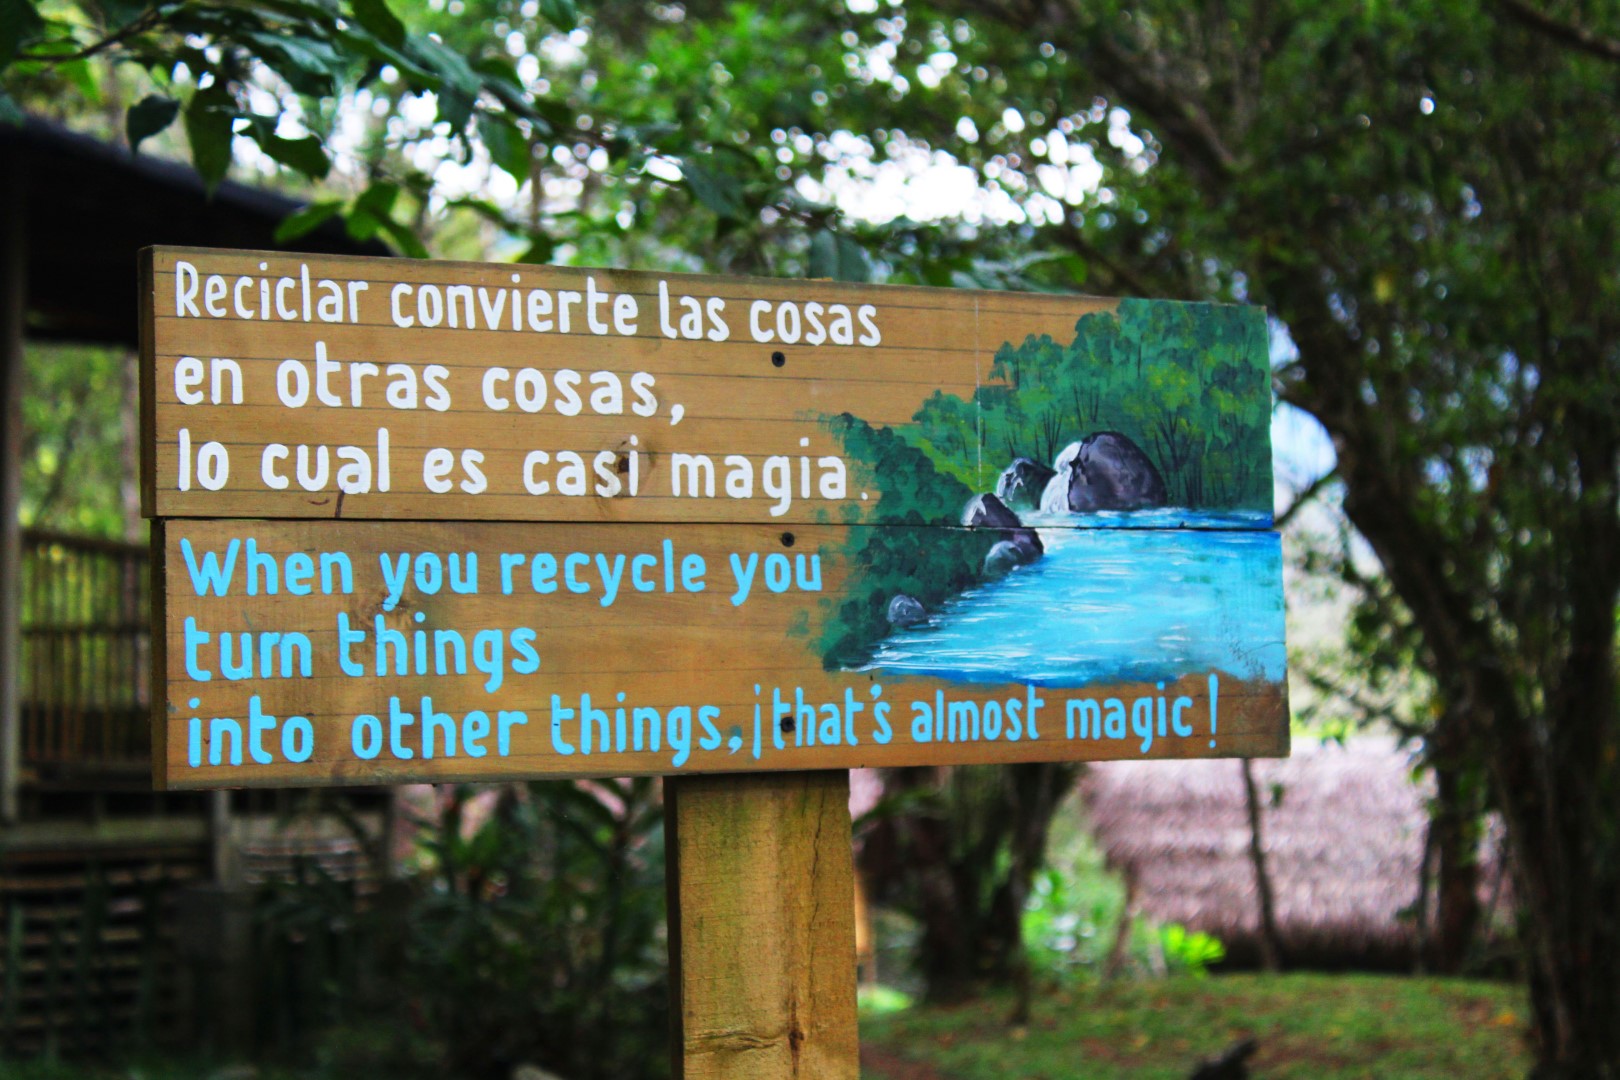 Reciclar convierte las cosas
en otras cosas,
lo cual es casi magia.
When you recycle you
turn things
into other things,¡that's almost magic!